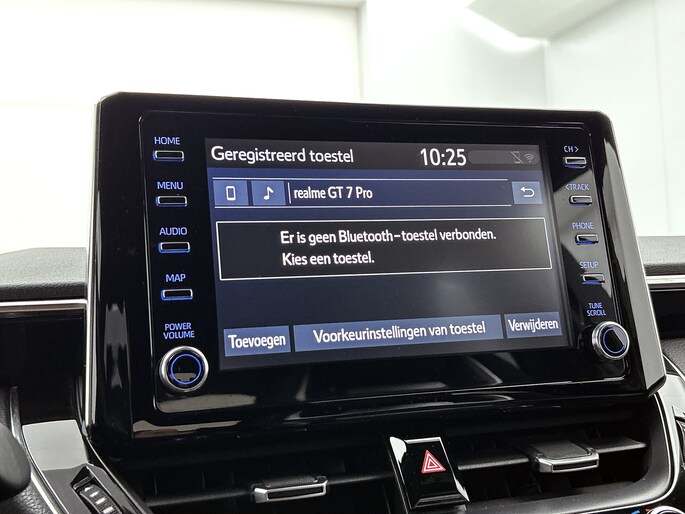 HOME
MENU
AUDIO
MAP
POWER
VOLUME
Geregistreerd toestel 10:25
realme GT 7 Pro
Er is geen Bluetooth-toestel verbonden.
Kies een toestel.
Toevoegen Voorkeurinstellingen van toestel Verwijderen
CH >
< TRACK
PHONE
SETUP
TUNE
SCROLL